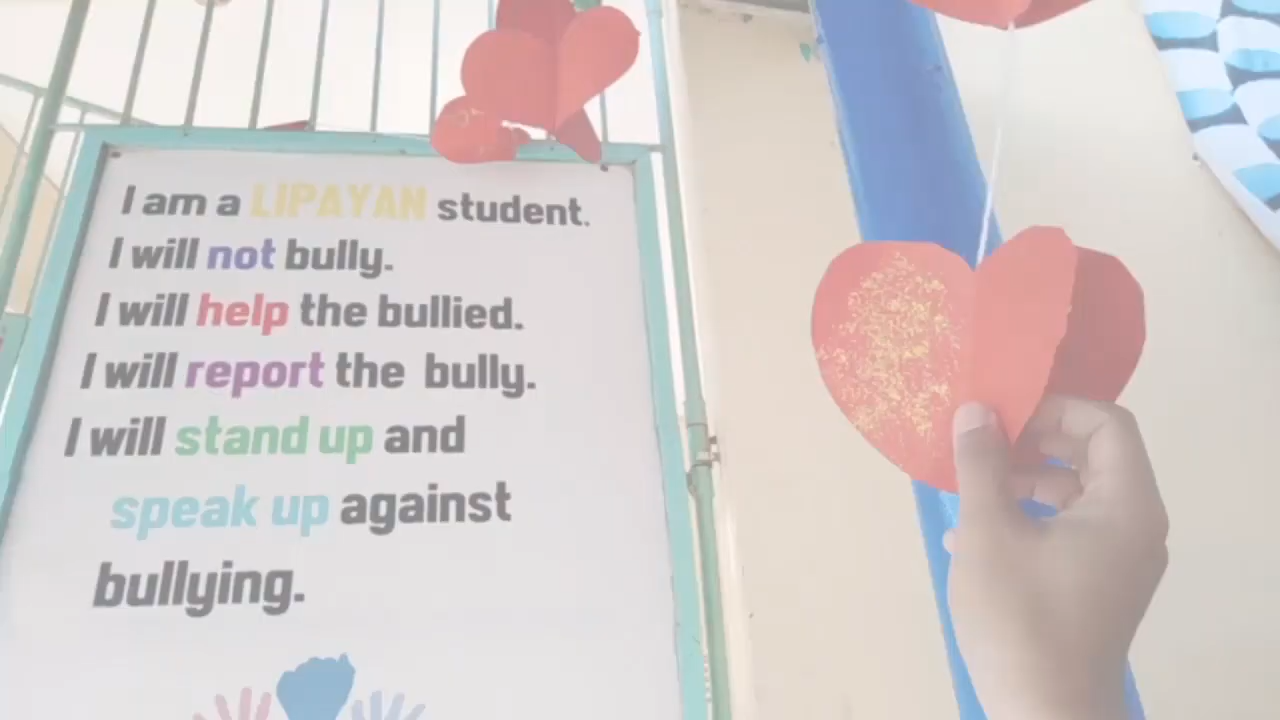 I am a LIPAYAN student.
I will not bully.
I will help the bullied.
I will report the bully.
I will stand up and
speak up against
bullying.